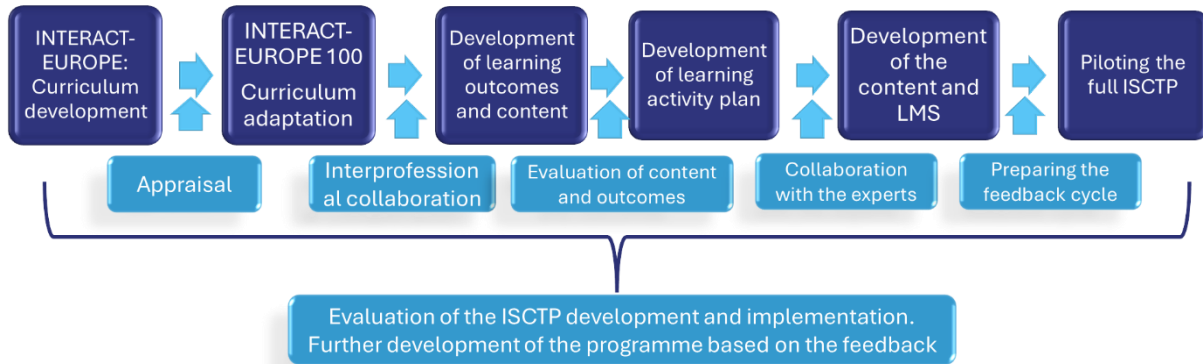 INTERACT-
EUROPE:
Curriculum
development
INTERACT-
EUROPE 100
Curriculum
adaptation
Development
of learning
outcomes
and content
Development
of learning
activity plan
Development
of the
content and
LMS
Piloting the
full ISCTP
Appraisal
Interprofession
al collaboration
Evaluation of content
and outcomes
Collaboration
with the experts
Preparing the
feedback cycle
Evaluation of the ISCTP development and implementation.
Further development of the programme based on the feedback